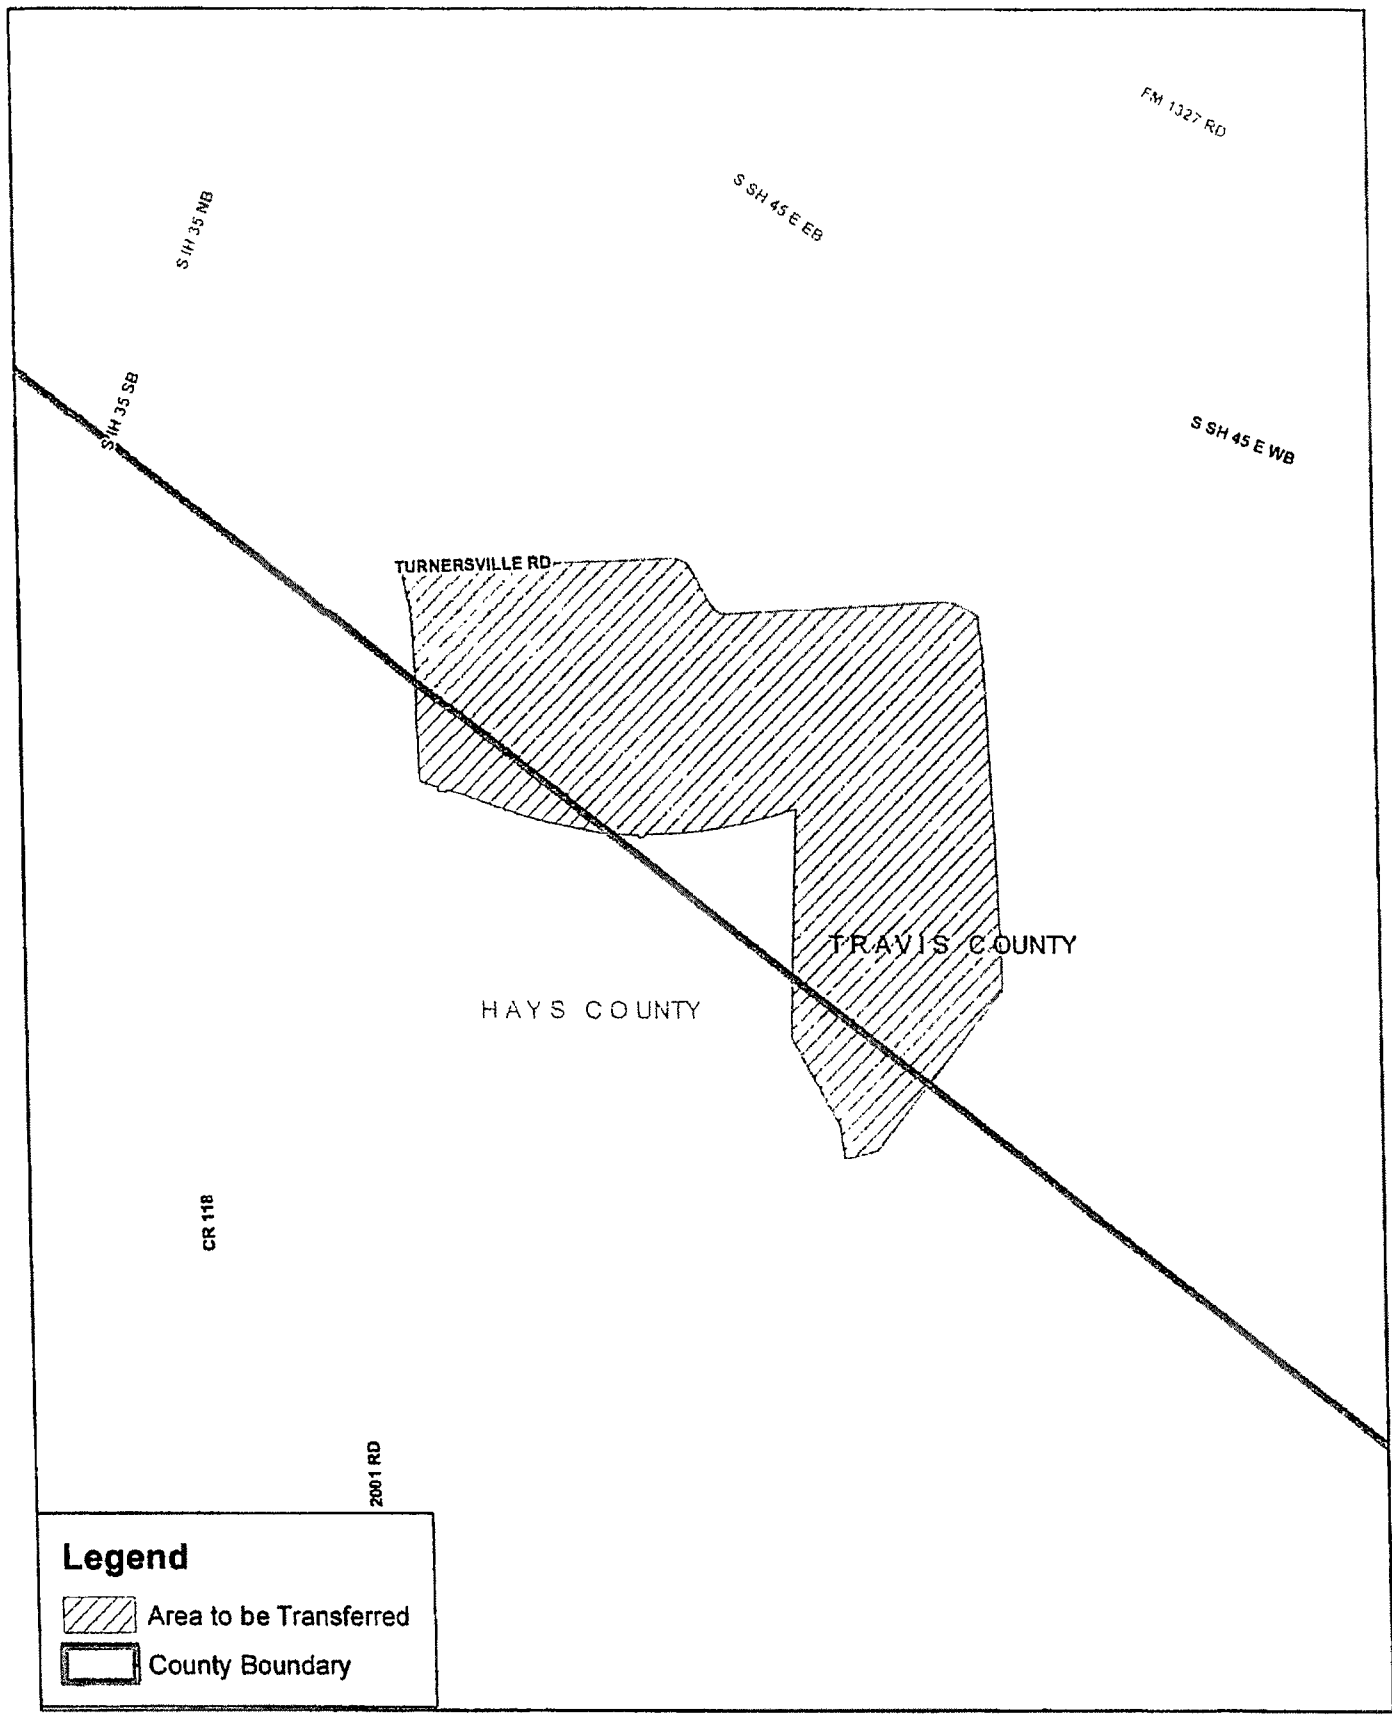 FM 1327 RD
S SH 45 E EB
S IH 35 NB
S IH 35 SB
S SH 45 E WB
TURNERSVILLE RD
TRAVIS COUNTY
HAYS COUNTY
CR 118
2001 RD
Legend
Area to be Transferred
County Boundary